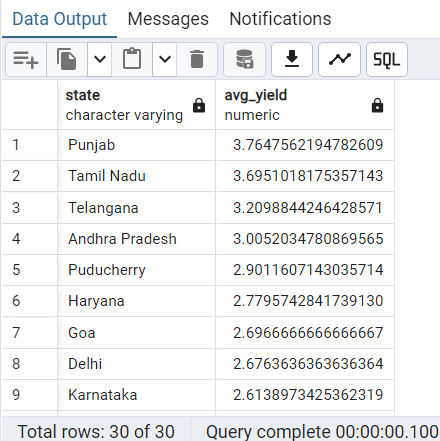 Data Output Messages Notifications
SQL
state avg_yield
character varying numeric
1 Punjab 3.7647562194782609
2 Tamil Nadu 3.6951018175357143
3 Telangana 3.2098844246428571
4 Andhra Pradesh 3.0052034780869565
5 Puducherry 2.9011607143035714
6 Haryana 2.7795742841739130
7 Goa 2.6966666666666667
8 Delhi 2.6763636363636364
9 Karnataka 2.6138973425362319
Total rows: 30 of 30 Query complete 00:00:00.100